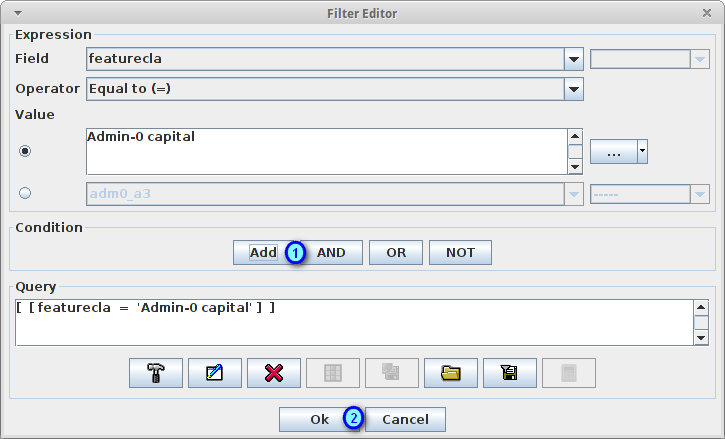 Filter Editor
Expression
Field featurecla
Operator Equal to (=)
Value
Admin-0 capital
...
adm0_a3 -----
Condition
Add 1 AND OR NOT
Query
[ [ featurecla = 'Admin-0 capital' ] ]
Ok 2 Cancel